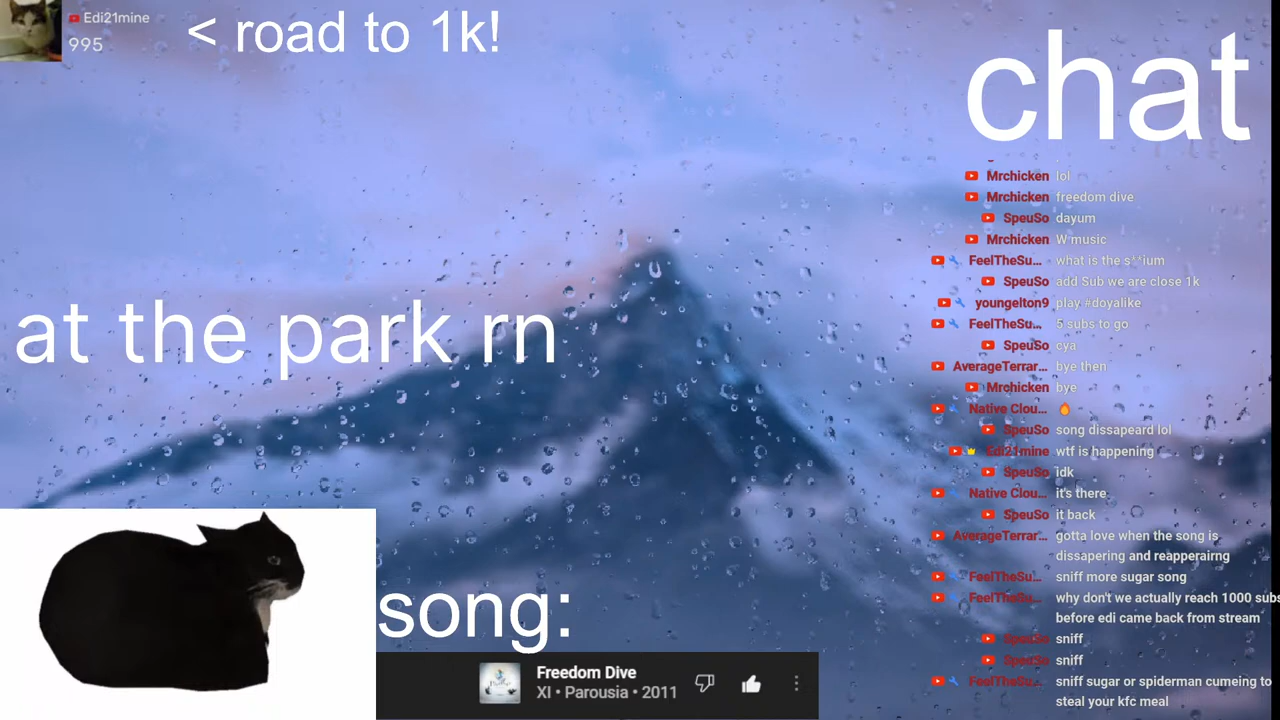 Edi21mine
995
< road to 1k!
chat
Mrchicken lol
Mrchicken freedom dive
SpeuSo dayum
Mrchicken W music
FeelTheSu... what is the s**ium
SpeuSo add Sub we are close 1k
youngelton9 play #doyalike
FeelTheSu... 5 subs to go
SpeuSo cya
AverageTerrar... bye then
Mrchicken bye
Native Clou... 🔥
SpeuSo song dissapeard lol
Edi21mine wtf is happening
SpeuSo idk
Native Clou... it's there
SpeuSo it back
AverageTerrar... gotta love when the song is
dissapering and reapperairng
FeelTheSu... sniff more sugar song
FeelTheSu... why don't we actually reach 1000 subs
before edi came back from stream
SpeuSo sniff
SpeuSo sniff
FeelTheSu... sniff sugar or spiderman cumeing to
steal your kfc meal
at the park rn
song:
Freedom Dive
XI • Parousia • 2011